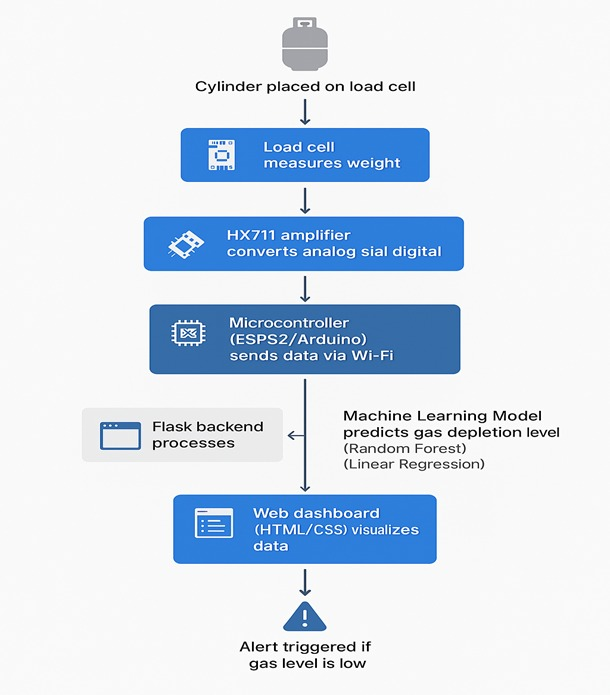 Cylinder placed on load cell
Load cell
measures weight
HX711 amplifier
converts analog sial digital
Microcontroller
(ESPS2/Arduino)
sends data via Wi-Fi
Flask backend
processes
Machine Learning Model
predicts gas depletion level
(Random Forest)
(Linear Regression)
Web dashboard
(HTML/CSS) visualizes
data
Alert triggered if
gas level is low